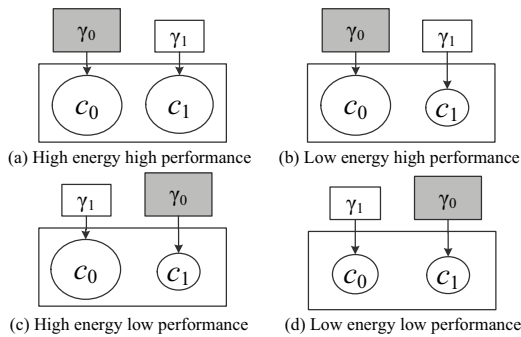 γ0 γ1 γ0 γ1
c0 c1 c0 c1
(a) High energy high performance (b) Low energy high performance
γ1 γ0 γ1 γ0
c0 c1 c0 c1
(c) High energy low performance (d) Low energy low performance